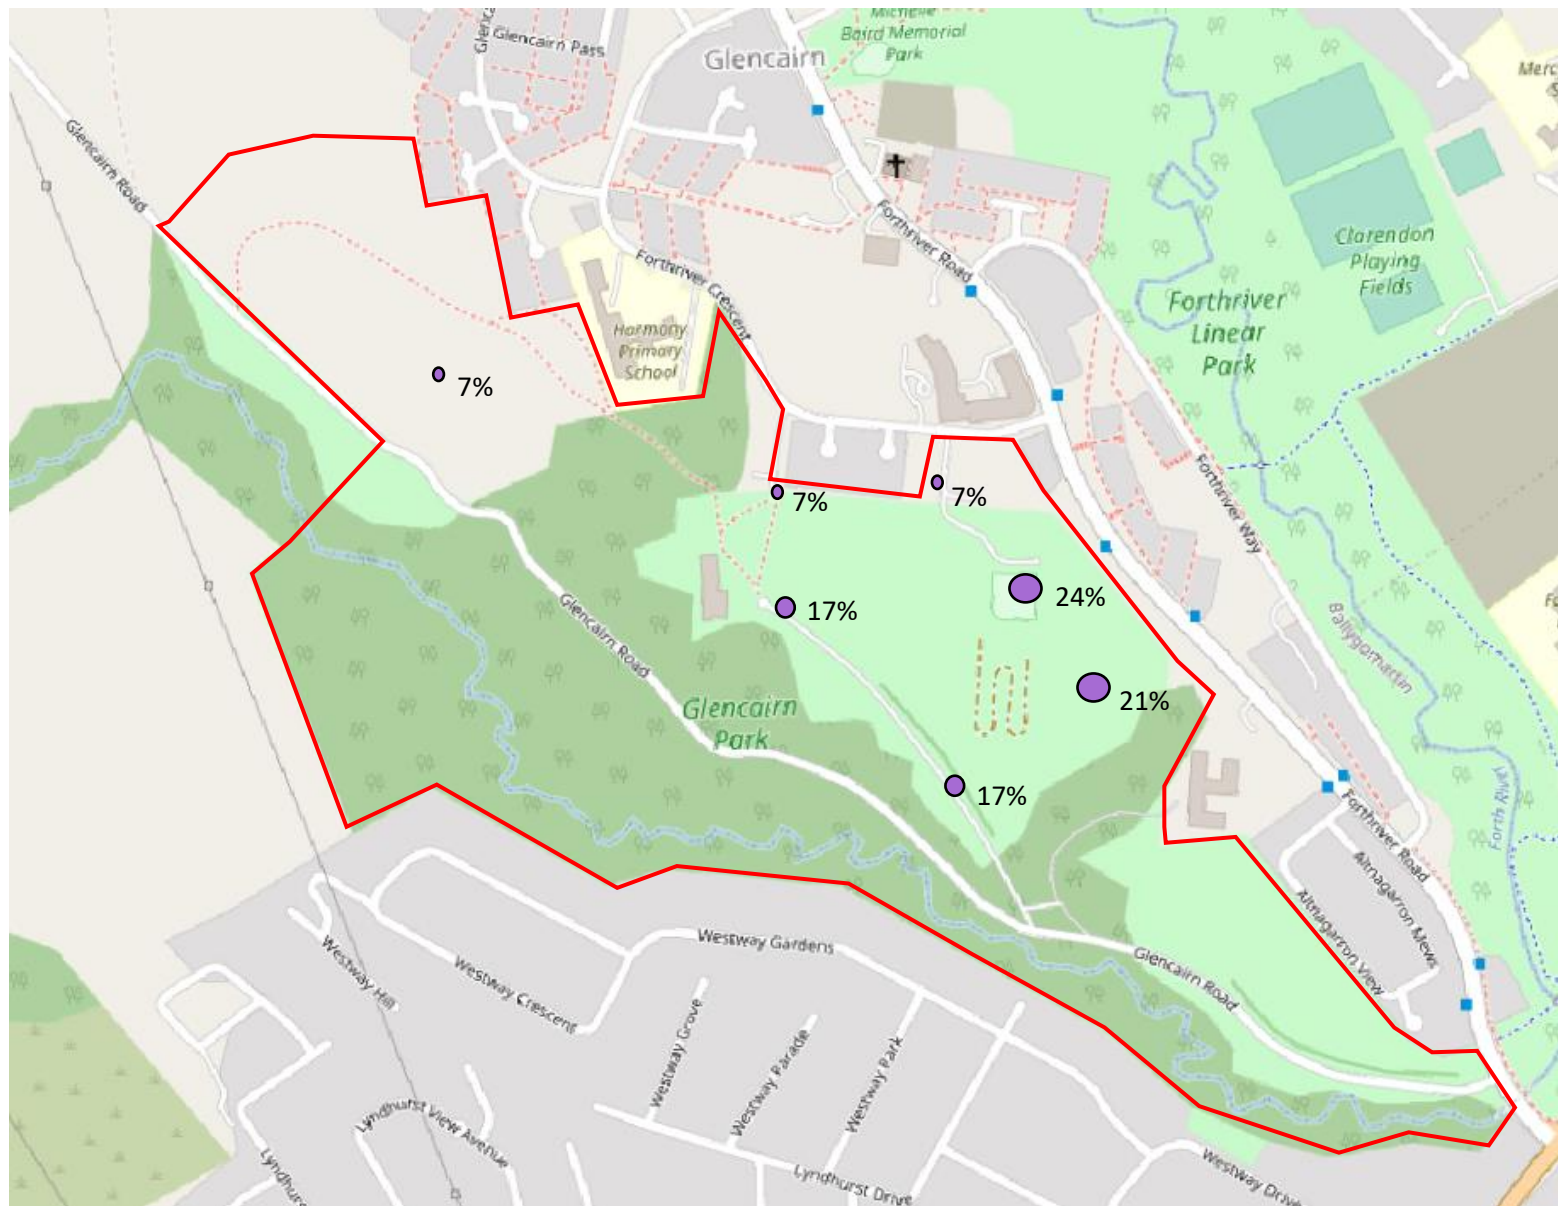 Michelle
Baird Memorial
Park
Glencairn Pass
Glencairn
Glencairn Road
Forthriver Road
Clarendon
Playing
Fields
Forthriver
Linear
Park
Forthriver Crescent
Harmony
Primary
School
7%
7%
7%
Forthriver Way
24%
17%
Glencairn Road
Ballygomartin
Glencairn
Park
21%
17%
Forth River
Forthriver Road
Altnagarron Mews
Altnagarron View
Westway Gardens
Westway Hill
Westway Crescent
Glencairn Road
Westway Grove
Westway Parade
Westway Park
Lyndhurst View Avenue
Lyndhurst Drive
Westway Drive